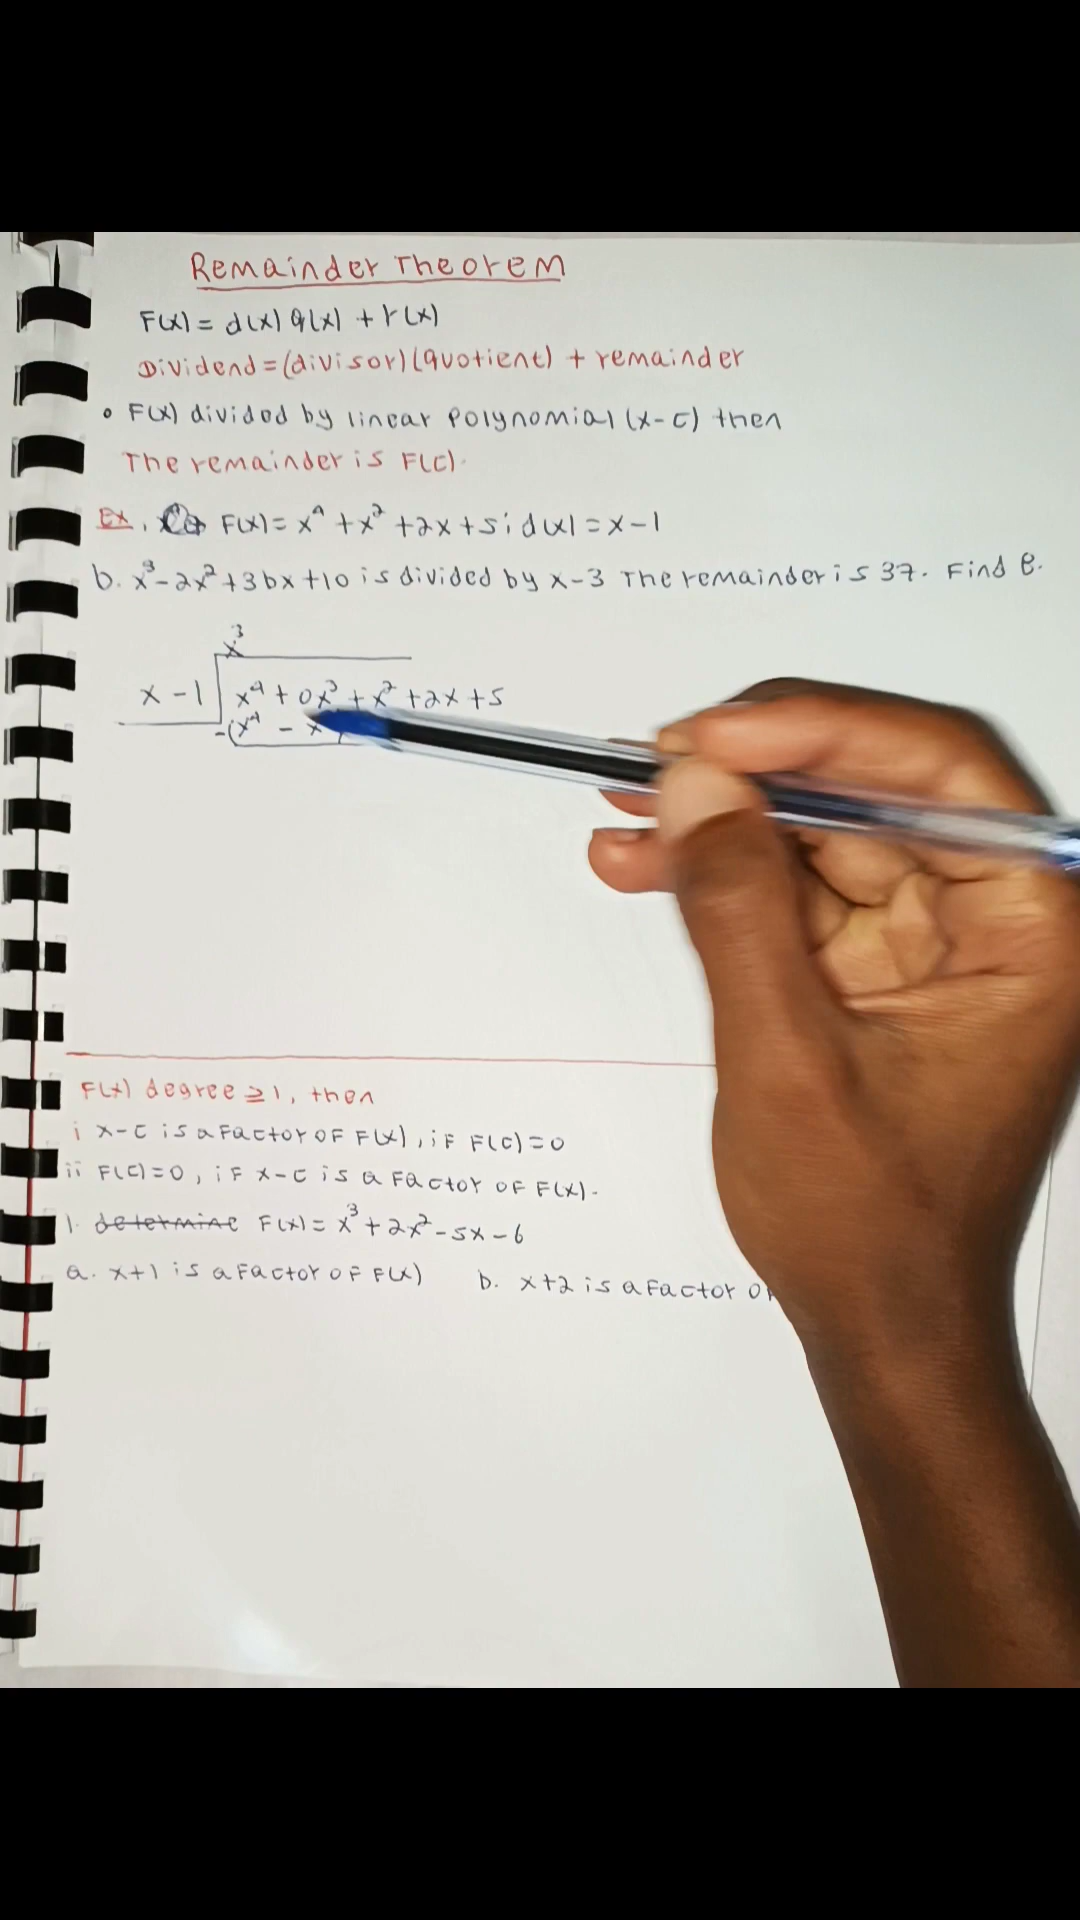 Remainder Theorem
F(x) = d(x) q(x) + r(x)
Dividend = (divisor)(quotient) + remainder
• F(x) divided by linear polynomial (x-c) then
The remainder is F(c).
Ex. F(x) = x⁴ + x² + 2x + 5 ; d(x) = x-1
b. x³ - 2x² + 3bx + 10 is divided by x-3 The remainder is 37. Find B.
x³
x - 1 x⁴ + 0x³ + x² + 2x + 5
-(x⁴ - x
F(x) degree ≥ 1, then
i x-c is a factor of F(x), if F(c) = 0
ii F(c) = 0, if x-c is a factor of F(x).
1. determine F(x) = x³ + 2x² - 5x - 6
a. x+1 is a factor of F(x) b. x+2 is a factor of